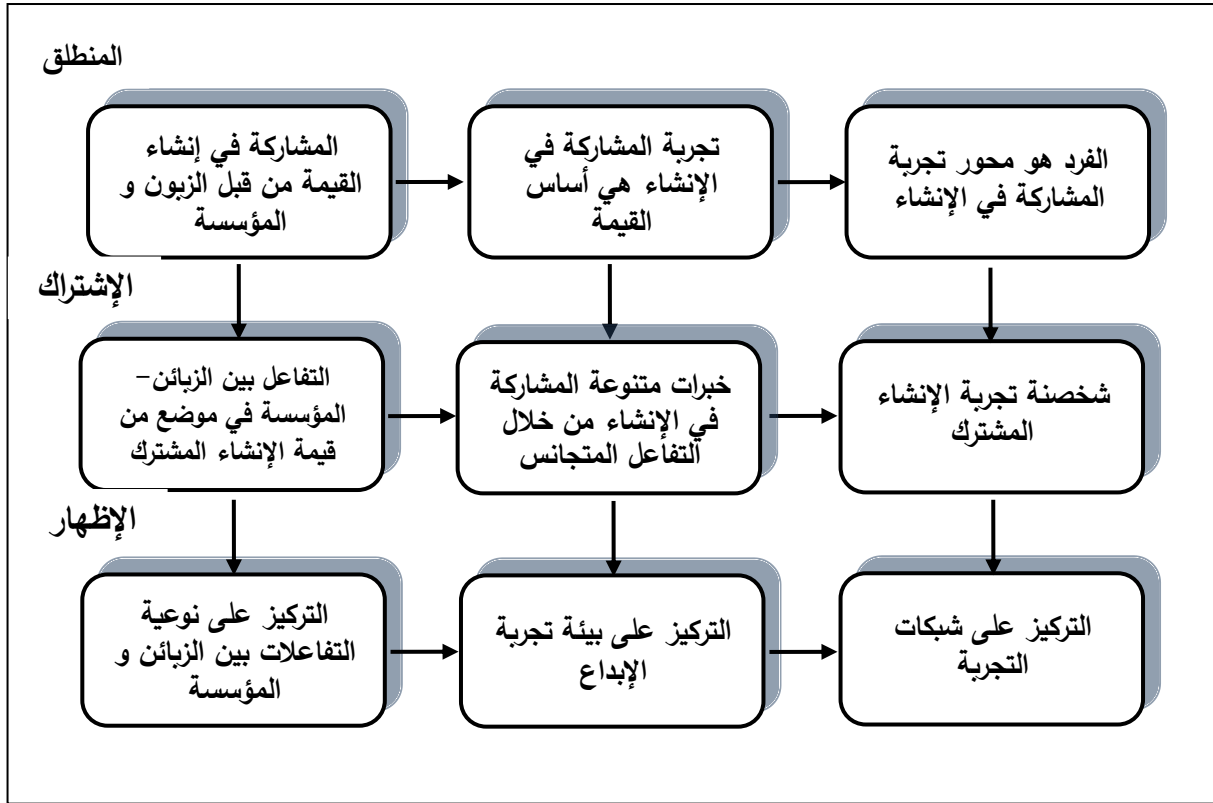 المنطلق
المشاركة في إنشاء
القيمة من قبل الزبون و
المؤسسة
تجربة المشاركة في
الإنشاء هي أساس
القيمة
الفرد هو محور تجربة
المشاركة في الإنشاء
الإشتراك
التفاعل بين الزبائن–
المؤسسة في موضع من
قيمة الإنشاء المشترك
خبرات متنوعة المشاركة
في الإنشاء من خلال
التفاعل المتجانس
شخصنة تجربة الإنشاء
المشترك
الإظهار
التركيز على نوعية
التفاعلات بين الزبائن و
المؤسسة
التركيز على بيئة تجربة
الإبداع
التركيز على شبكات
التجربة